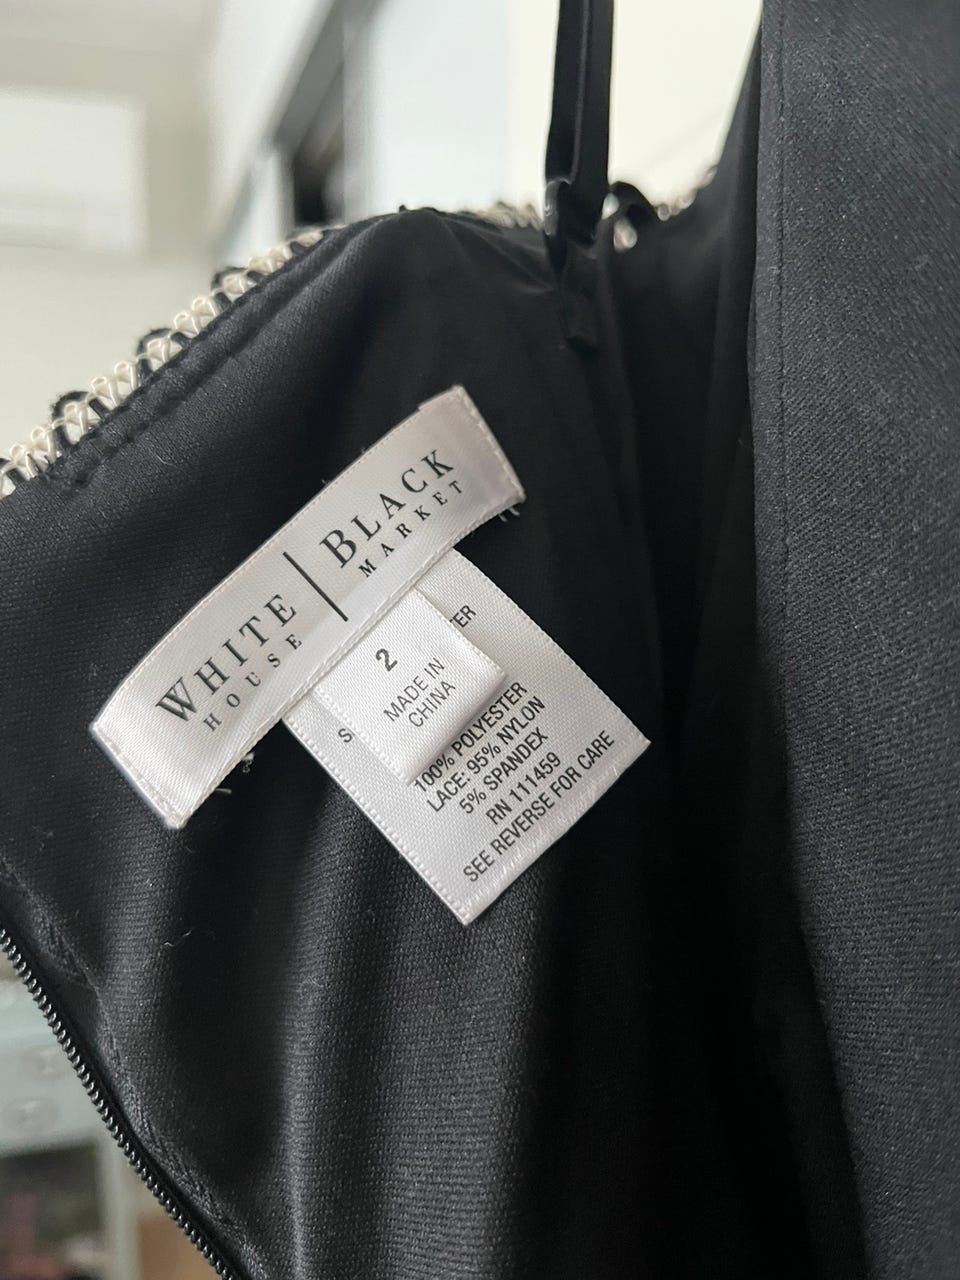 WHITE | BLACK
HOUSE MARKET
2
MADE IN
CHINA
100% POLYESTER
LACE: 95% NYLON
5% SPANDEX
RN 111459
SEE REVERSE FOR CARE